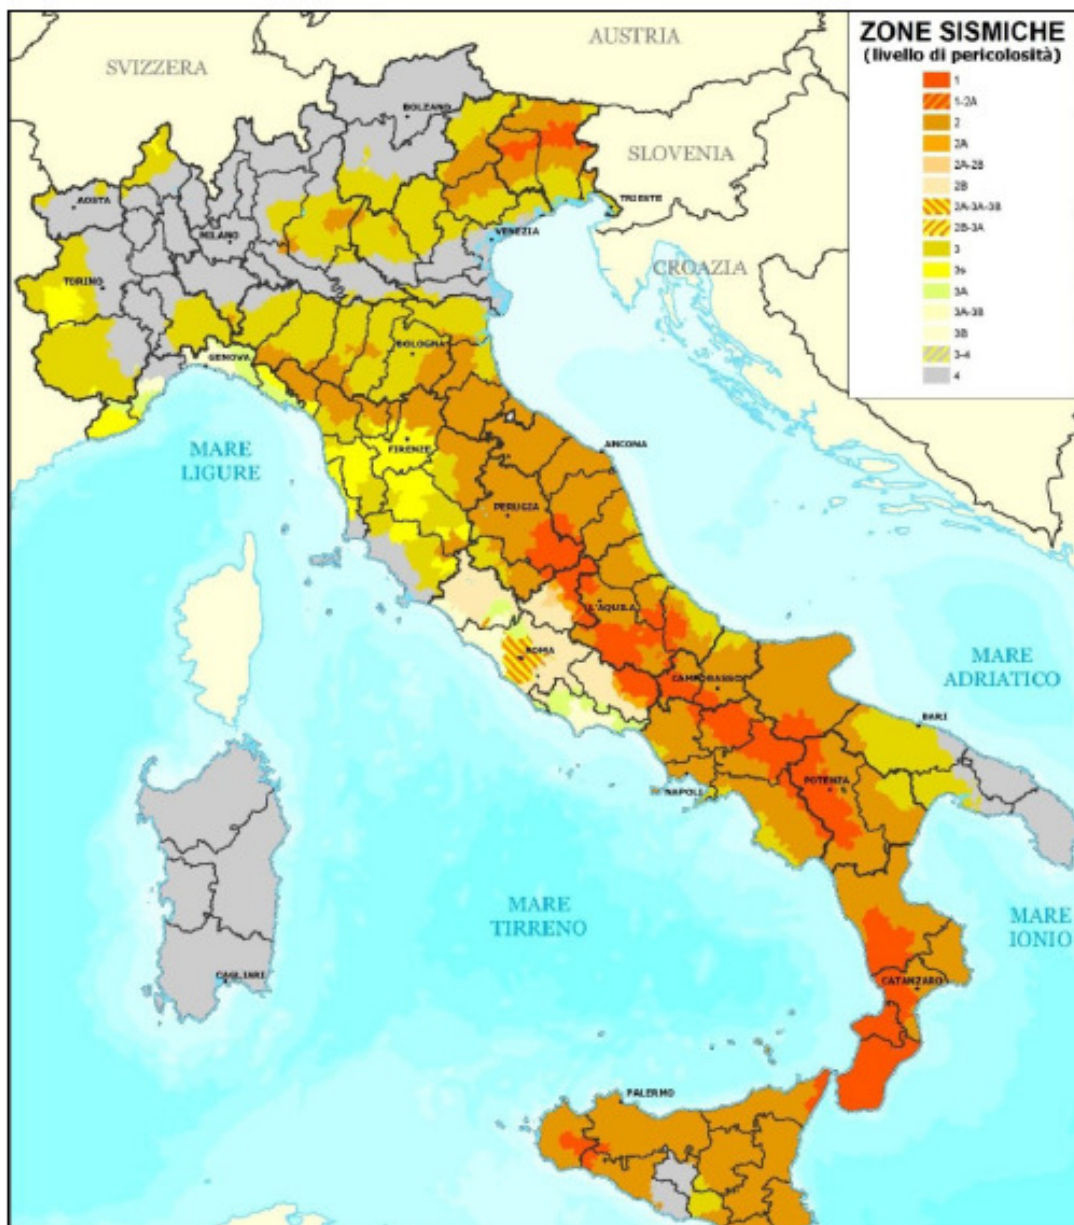 ZONE SISMICHE
(livello di pericolosità)
1
1-2A
2
2A
2A-2B
2B
2A-3A-3B
2B-3A
3
3s
3A
3A-3B
3B
3-4
4
AUSTRIA
SVIZZERA
BOLZANO
SLOVENIA
AOSTA
TRIESTE
MILANO
VENEZIA
CROAZIA
TORINO
BOLOGNA
GENOVA
MARE
LIGURE
FIRENZE
ANCONA
PERUGIA
L'AQUILA
ROMA
MARE
ADRIATICO
CAMPOBASSO
BARI
NAPOLI
POTENZA
MARE
TIRRENO
MARE
IONIO
CAGLIARI
CATANZARO
PALERMO